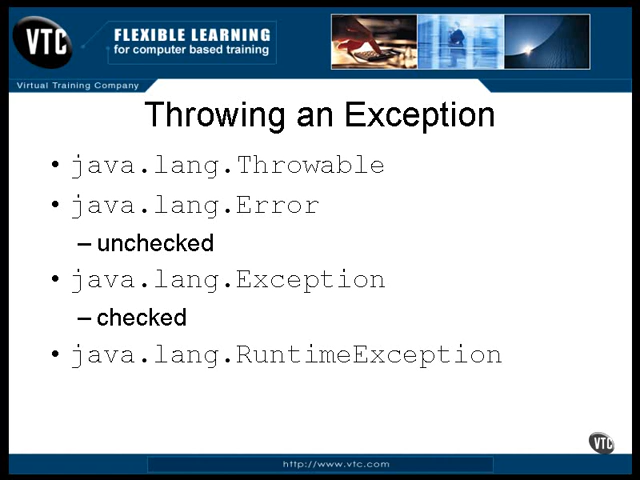 VTC
FLEXIBLE LEARNING
for computer based training
Virtual Training Company
Throwing an Exception
• java.lang.Throwable
• java.lang.Error
– unchecked
• java.lang.Exception
– checked
• java.lang.RuntimeException
VTC
http://www.vtc.com